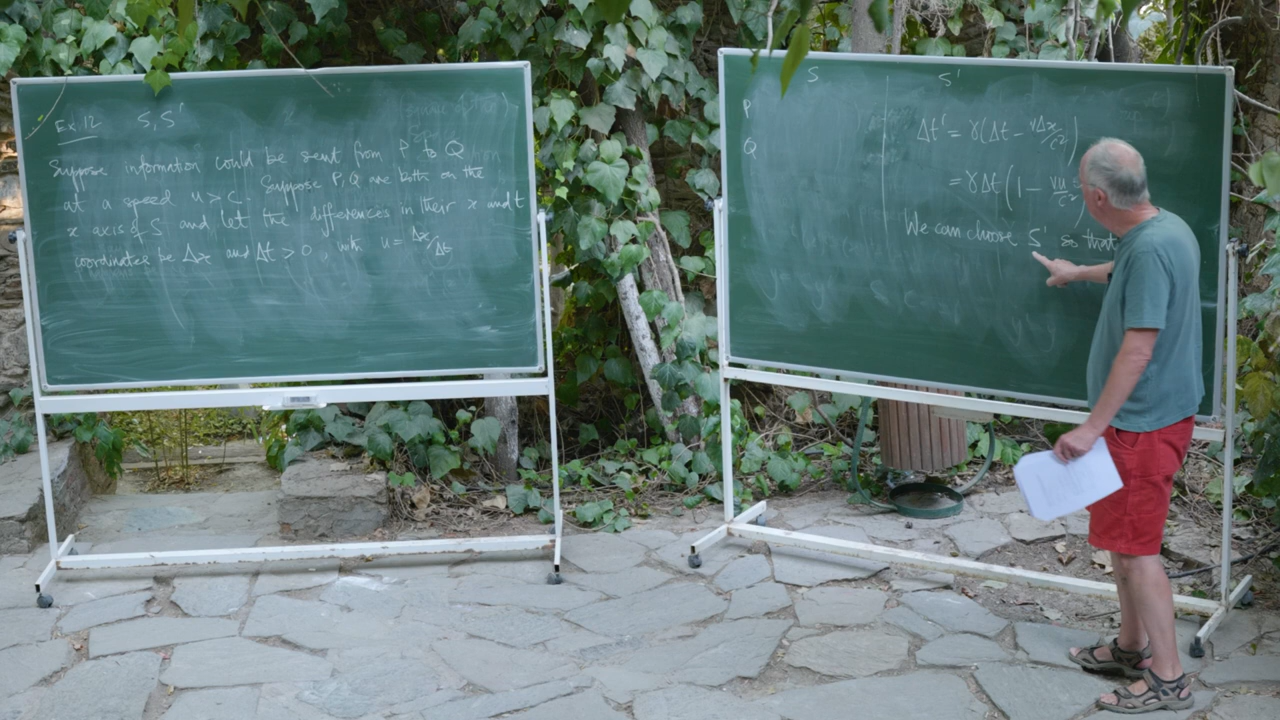 Ex.12 S, S'
Suppose information could be sent from P to Q
at a speed u > c. Suppose P, Q are both on the
x axis of S and let the differences in their x and t
coordinates be Δx and Δt > 0, with u = Δx/Δt
S S'
P
Q
Δt' = γ(Δt - vΔx/c²)
= γΔt(1 - vu/c²)
We can choose S' so that